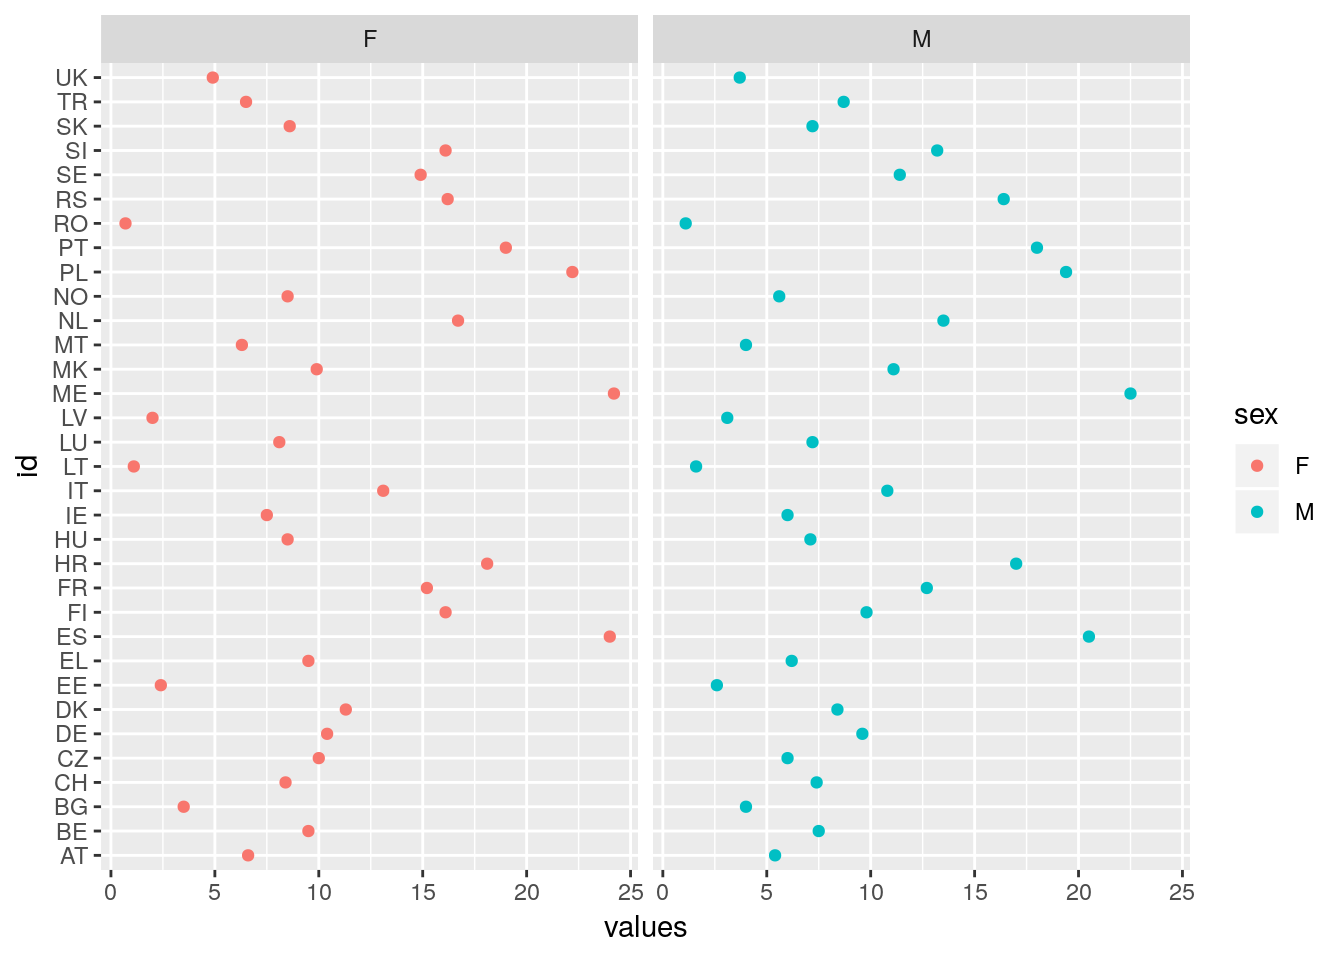 F M
UK
TR
SK
SI
SE
RS
RO
PT
PL
NO
NL
MT
MK
ME
LV
LU
LT
IT
IE
HU
HR
FR
FI
ES
EL
EE
DK
DE
CZ
CH
BG
BE
AT
id
0 5 10 15 20 25 0 5 10 15 20 25
values
sex
F
M